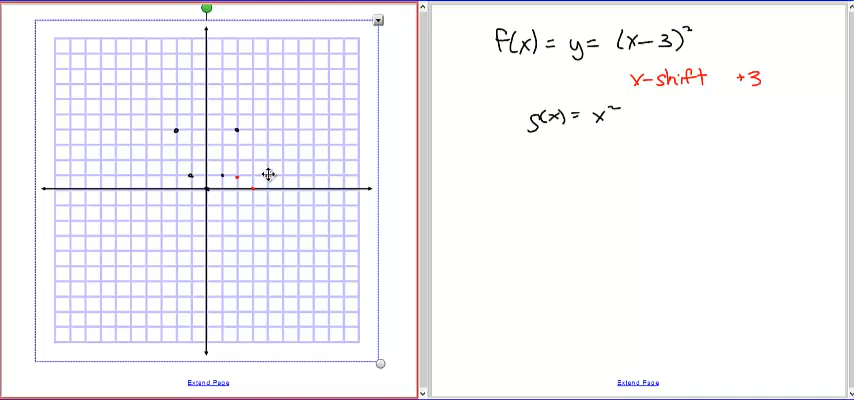 f(x) = y = (x-3)²
x-shift +3
g(x) = x²
Extend Page
Extend Page